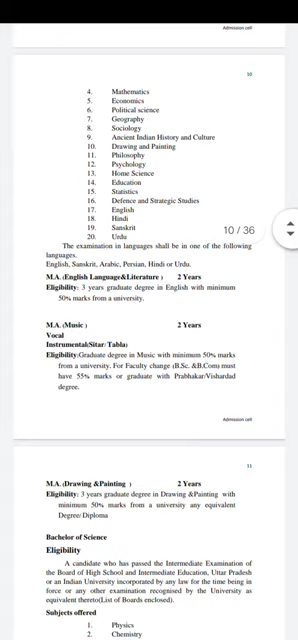 Admission cell
10
4. Mathematics
5. Economics
6. Political science
7. Geography
8. Sociology
9. Ancient Indian History and Culture
10. Drawing and Painting
11. Philosophy
12. Psychology
13. Home Science
14. Education
15. Statistics
16. Defence and Strategic Studies
17. English
18. Hindi
19. Sanskrit
20. Urdu
10 / 36
The examination in languages shall be in one of the following
languages.
English, Sanskrit, Arabic, Persian, Hindi or Urdu.
M.A. (English Language&Literature ) 2 Years
Eligibility: 3 years graduate degree in English with minimum
50% marks from a university.
M.A. (Music ) 2 Years
Vocal
Instrumental(Sitar/Tabla)
Eligibility:Graduate degree in Music with minimum 50% marks
from a university. For Faculty change (B.Sc. &B.Com) must
have 55% marks or graduate with Prabhakar/Vishardad
degree.
Admission cell
11
M.A. (Drawing &Painting ) 2 Years
Eligibility: 3 years graduate degree in Drawing &Painting with
minimum 50% marks from a university any equivalent
Degree/Diploma
Bachelor of Science
Eligibility
A candidate who has passed the Intermediate Examination of
the Board of High School and Intermediate Education, Uttar Pradesh
or an Indian University incorporated by any law for the time being in
force or any other examination recognised by the University as
equivalent thereto(List of Boards enclosed).
Subjects offered
1. Physics
2. Chemistry